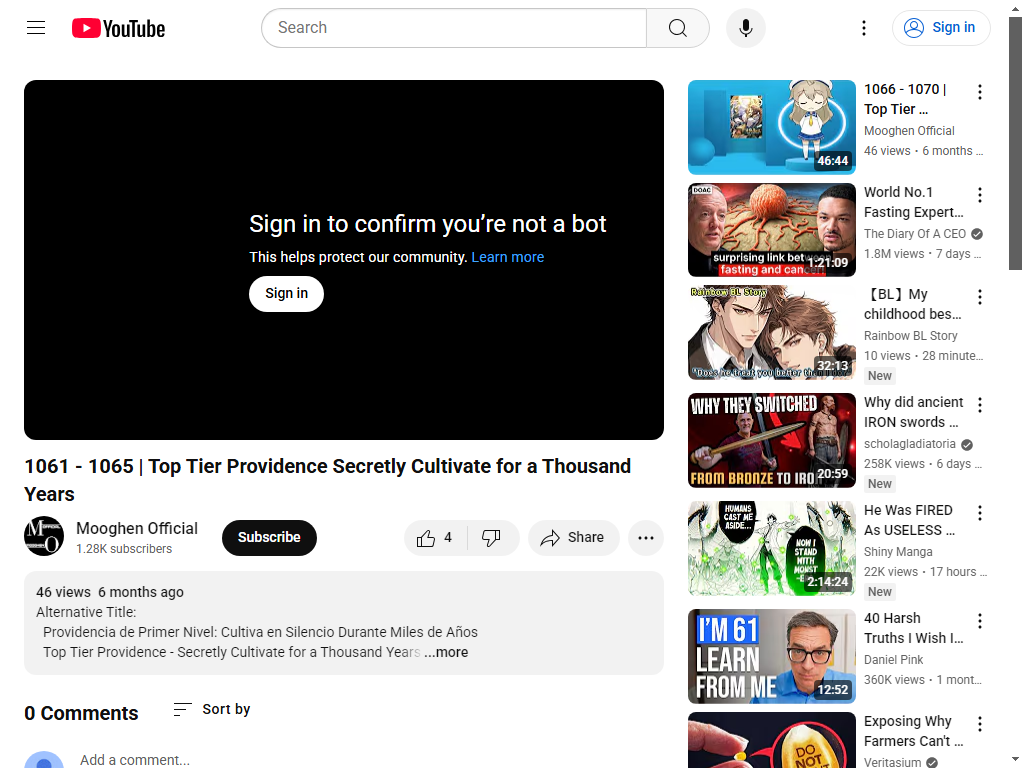 YouTube
Search
Sign in
Sign in to confirm you're not a bot
This helps protect our community. Learn more
Sign in
1061 - 1065 | Top Tier Providence Secretly Cultivate for a Thousand
Years
Mooghen Official
1.28K subscribers
Subscribe
4
Share
46 views 6 months ago
Alternative Title:
Providencia de Primer Nivel: Cultiva en Silencio Durante Miles de Años
Top Tier Providence - Secretly Cultivate for a Thousand Years ...more
0 Comments
Sort by
Add a comment...
46:44
1066 - 1070 |
Top Tier ...
Mooghen Official
46 views • 6 months ...
DOAC
surprising link between
fasting and cancer
1:21:09
World No.1
Fasting Expert...
The Diary Of A CEO
1.8M views • 7 days ...
Rainbow BL Story
"Does he treat you better than I do?"
32:13
【BL】My
childhood bes...
Rainbow BL Story
10 views • 28 minute...
New
WHY THEY SWITCHED
FROM BRONZE TO IRON
20:59
Why did ancient
IRON swords ...
scholagladiatoria
258K views • 6 days ...
New
HUMANS
CAST ME
ASIDE...
NOW I
STAND
WITH
2:14:24
He Was FIRED
As USELESS ...
Shiny Manga
22K views • 17 hours ...
New
I'M 61
LEARN
FROM ME
12:52
40 Harsh
Truths I Wish I...
Daniel Pink
360K views • 1 mont...
DO
NOT
Exposing Why
Farmers Can't ...
Veritasium